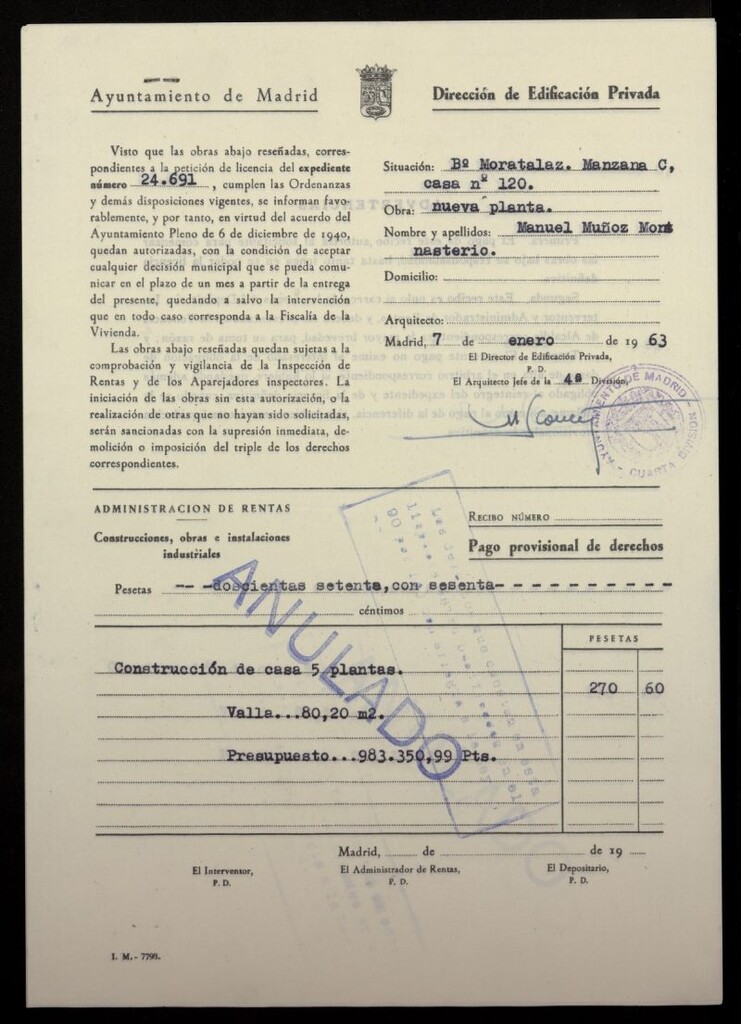 Ayuntamiento de Madrid
Dirección de Edificación Privada
Visto que las obras abajo reseñadas, corres-
pondientes a la petición de licencia del expediente
número 24.691, cumplen las Ordenanzas
y demás disposiciones vigentes, se informan favo-
rablemente, y por tanto, en virtud del acuerdo del
Ayuntamiento Pleno de 6 de diciembre de 1940,
quedan autorizadas, con la condición de aceptar
cualquier decisión municipal que se pueda comu-
nicar en el plazo de un mes a partir de la entrega
del presente, quedando a salvo la intervención
que en todo caso corresponda a la Fiscalía de la
Vivienda.
Las obras abajo reseñadas quedan sujetas a la
comprobación y vigilancia de la Inspección de
Rentas y de los Aparejadores inspectores. La
iniciación de las obras sin esta autorización, o la
realización de otras que no hayan sido solicitadas,
serán sancionadas con la supresión inmediata, de-
molición o imposición del triple de los derechos
correspondientes.
Situación: Bº Moratalaz. Manzana C,
casa nº 120.
Obra: nueva planta.
Nombre y apellidos: Manuel Muñoz Mon
nasterio.
Domicilio:
Arquitecto:
Madrid, 7 de enero de 1963
El Director de Edificación Privada,
P. D.
El Arquitecto Jefe de la 4ª División,
AYUNTAMIENTO DE MADRID - CUARTA DIVISION
ADMINISTRACION DE RENTAS
Construcciones, obras e instalaciones
industriales
RECIBO NÚMERO
Pago provisional de derechos
Pesetas -- -doscientas setenta,con sesenta- - - - - - - - - -
céntimos
PESETAS
Construcción de casa 5 plantas.
270 60
Valla...80,20 m2.
Presupuesto...983.350,99 Pts.
ANULADO
Madrid, de de 19
El Interventor,
P. D.
El Administrador de Rentas,
P. D.
El Depositario,
P. D.
I. M.- 7798.